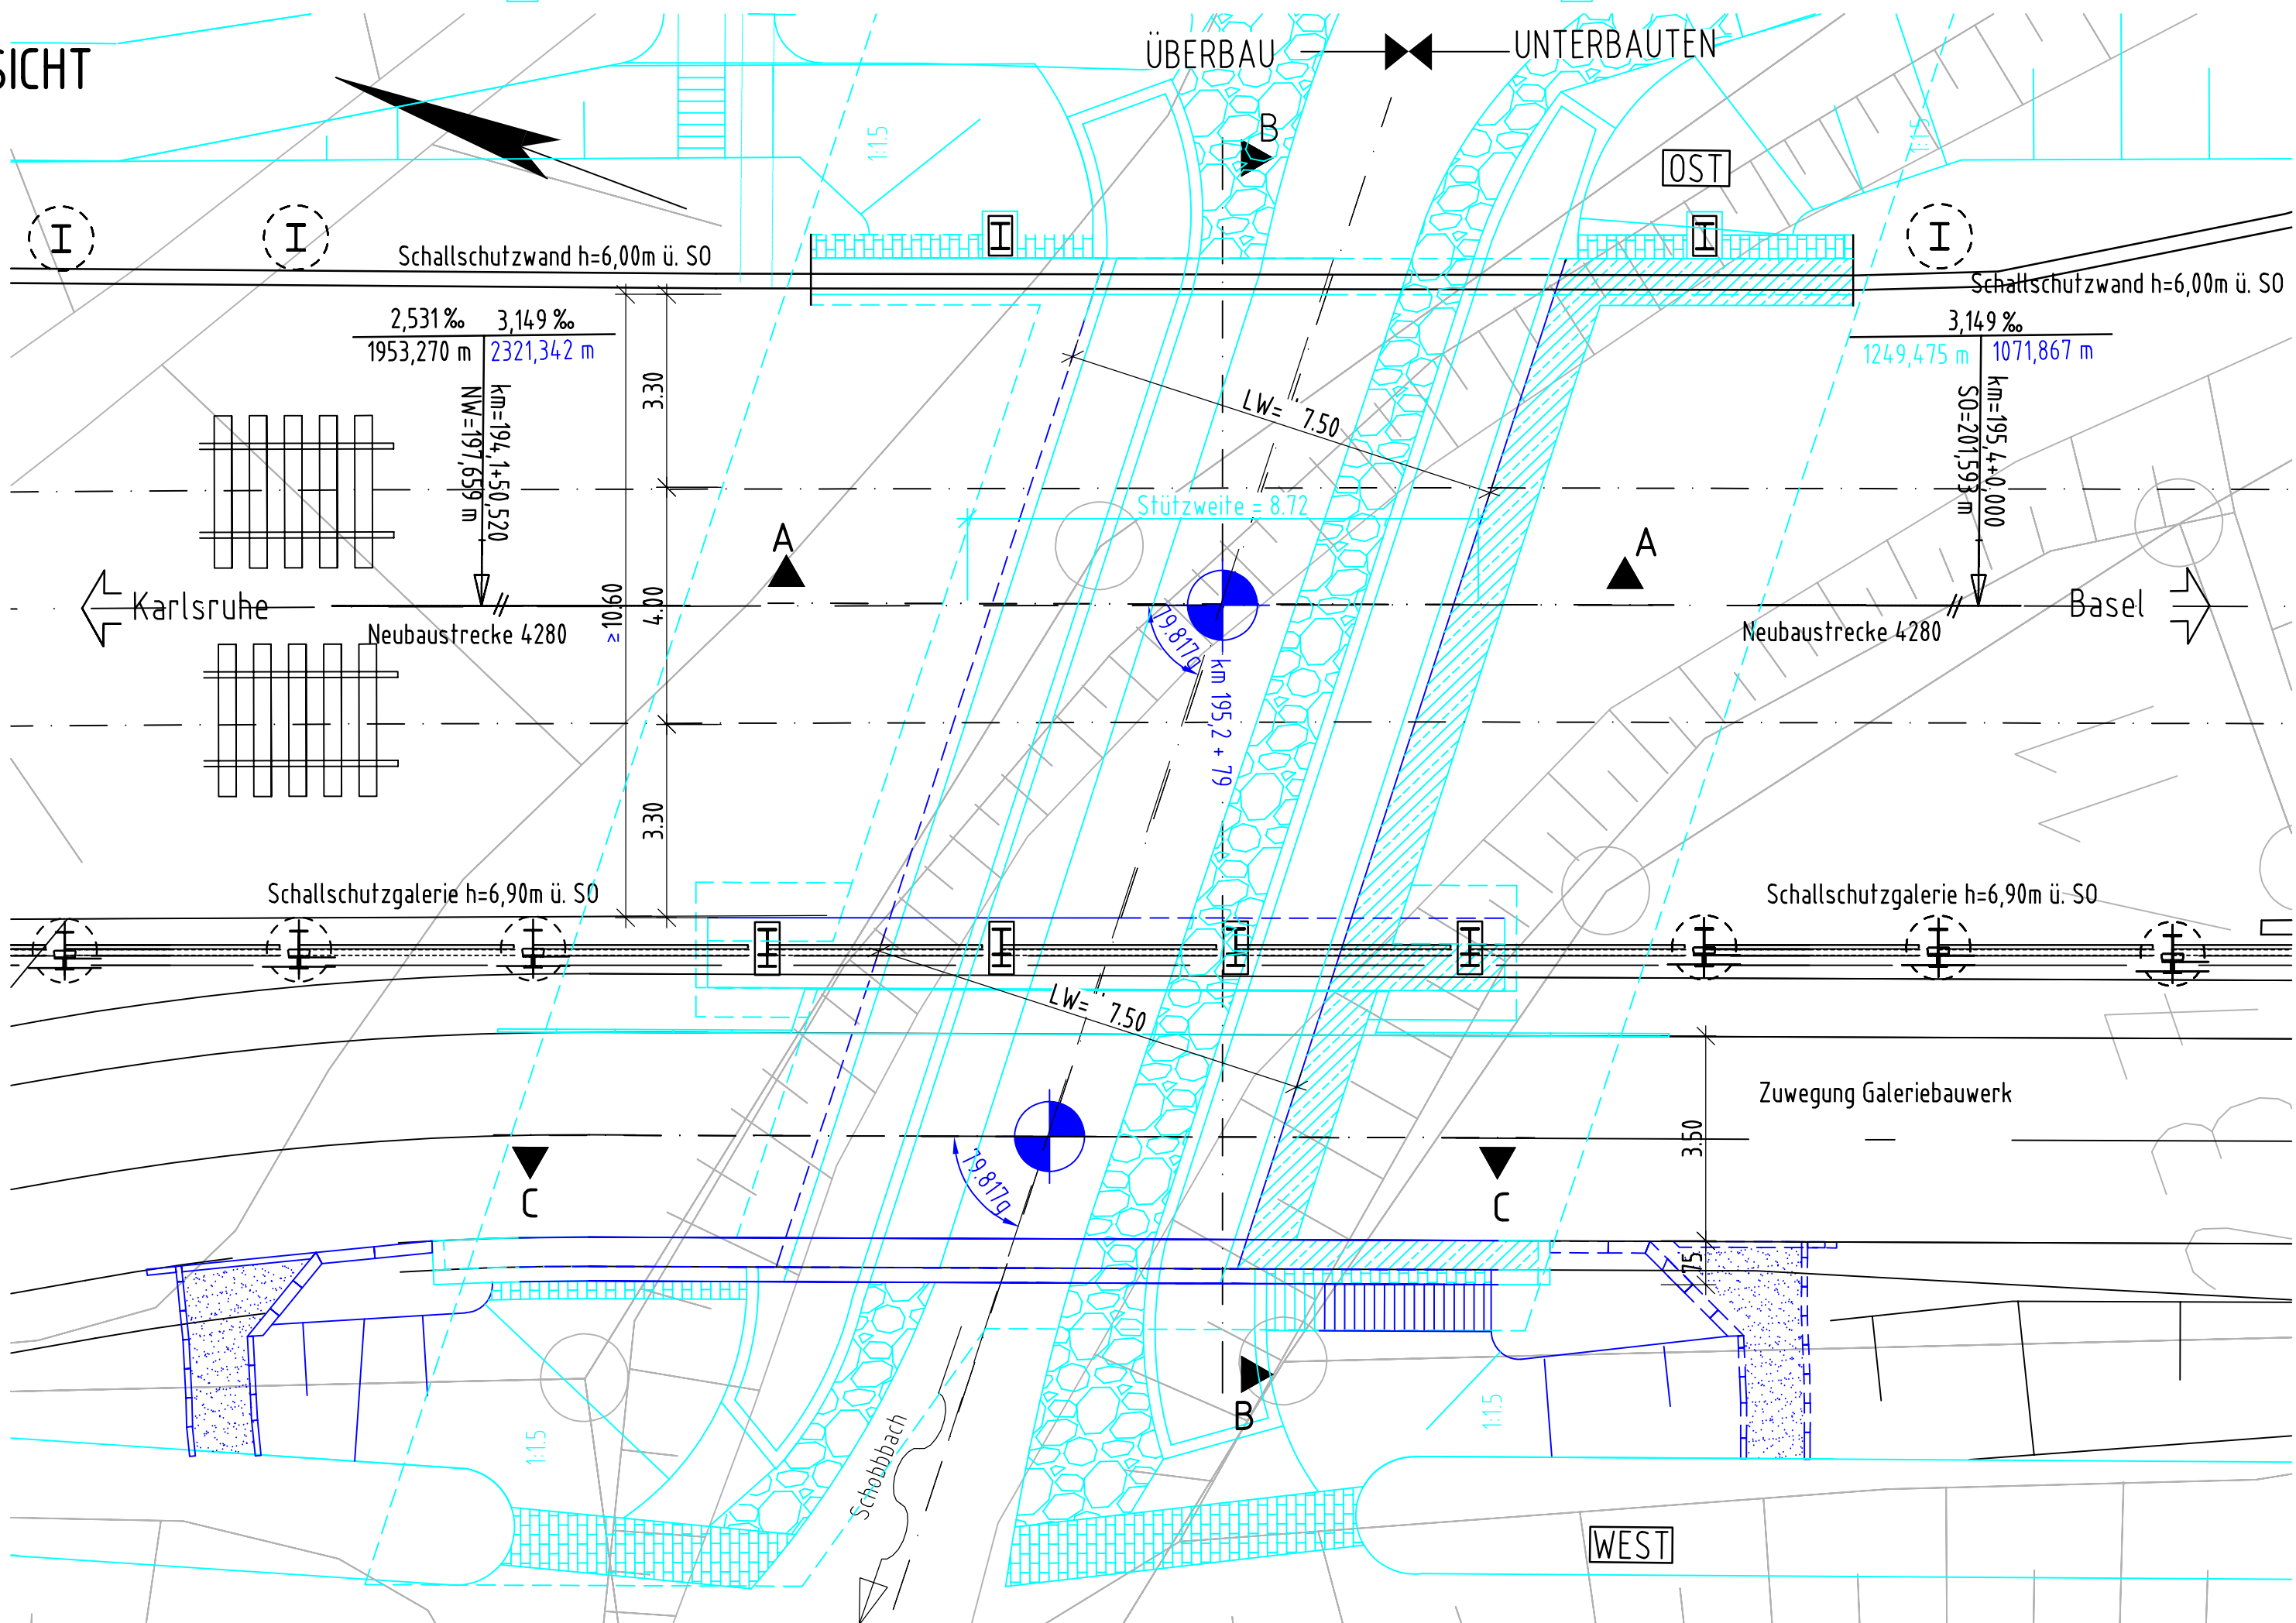 SICHT
ÜBERBAU
UNTERBAUTEN
B
OST
1:1.5
1:1.5
Schallschutzwand h=6,00m ü. SO
Schallschutzwand h=6,00m ü. SO
2,531 ‰ 3,149 ‰
1953,270 m 2321,342 m
km=194,1+50,520
NW=197,659 m
3,149 ‰
1249,475 m 1071,867 m
km=195,4+0,000
SO=201,593 m
3.30
LW= 7.50
Stützweite = 8.72
A
A
Karlsruhe
Neubaustrecke 4280
≥ 10.60
4.00
79.817g
km 195,2 + 79
Neubaustrecke 4280
Basel
3.30
Schallschutzgalerie h=6,90m ü. SO
Schallschutzgalerie h=6,90m ü. SO
LW= 7.50
Zuwegung Galeriebauwerk
3.50
79.817g
C
C
75
B
1:1.5
1:1.5
Schobbach
WEST